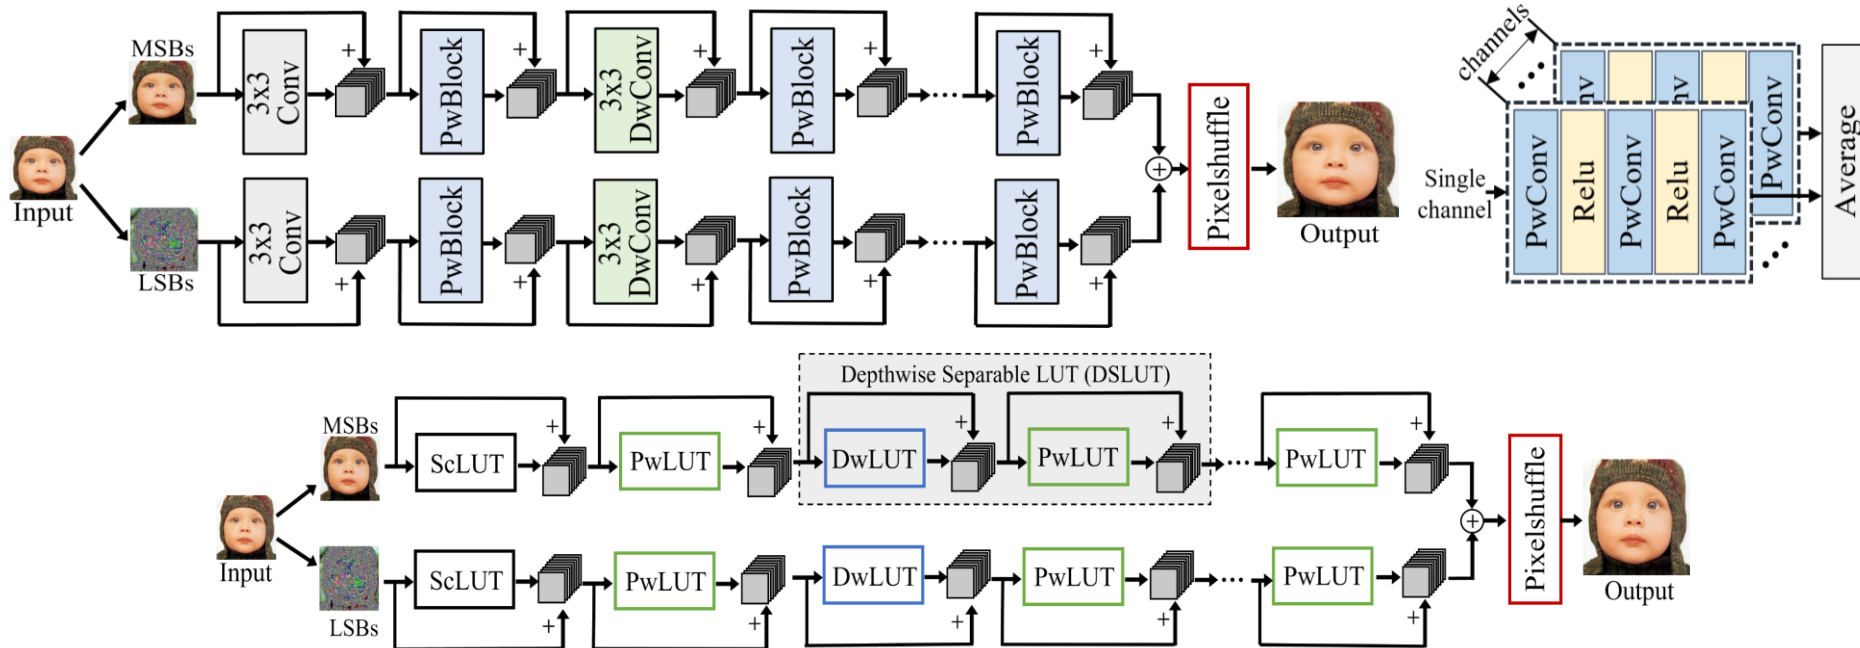 MSBs
Input
LSBs
3x3
Conv
+
PwBlock
+
3x3
DwConv
+
PwBlock
+
...
PwBlock
+
3x3
Conv
+
PwBlock
+
3x3
DwConv
+
PwBlock
+
...
PwBlock
+
+
Pixelshuffle
Output
channels
...
nv
nv
PwConv
Single
channel
PwConv
Relu
PwConv
Relu
PwConv
...
Average
Depthwise Separable LUT (DSLUT)
MSBs
Input
LSBs
ScLUT
+
PwLUT
+
DwLUT
+
PwLUT
+
...
PwLUT
+
ScLUT
+
PwLUT
+
DwLUT
+
PwLUT
+
...
PwLUT
+
+
Pixelshuffle
Output